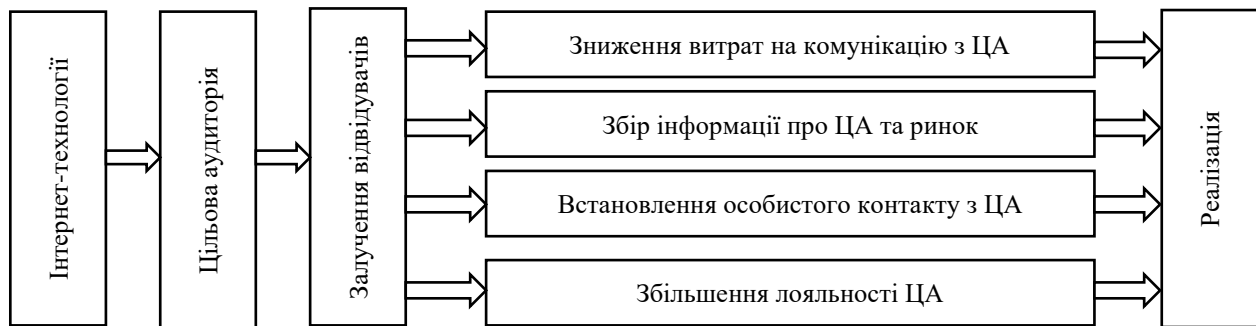 Інтернет-технології
Цільова аудиторія
Залучення відвідувачів
Зниження витрат на комунікацію з ЦА
Збір інформації про ЦА та ринок
Встановлення особистого контакту з ЦА
Збільшення лояльності ЦА
Реалізація